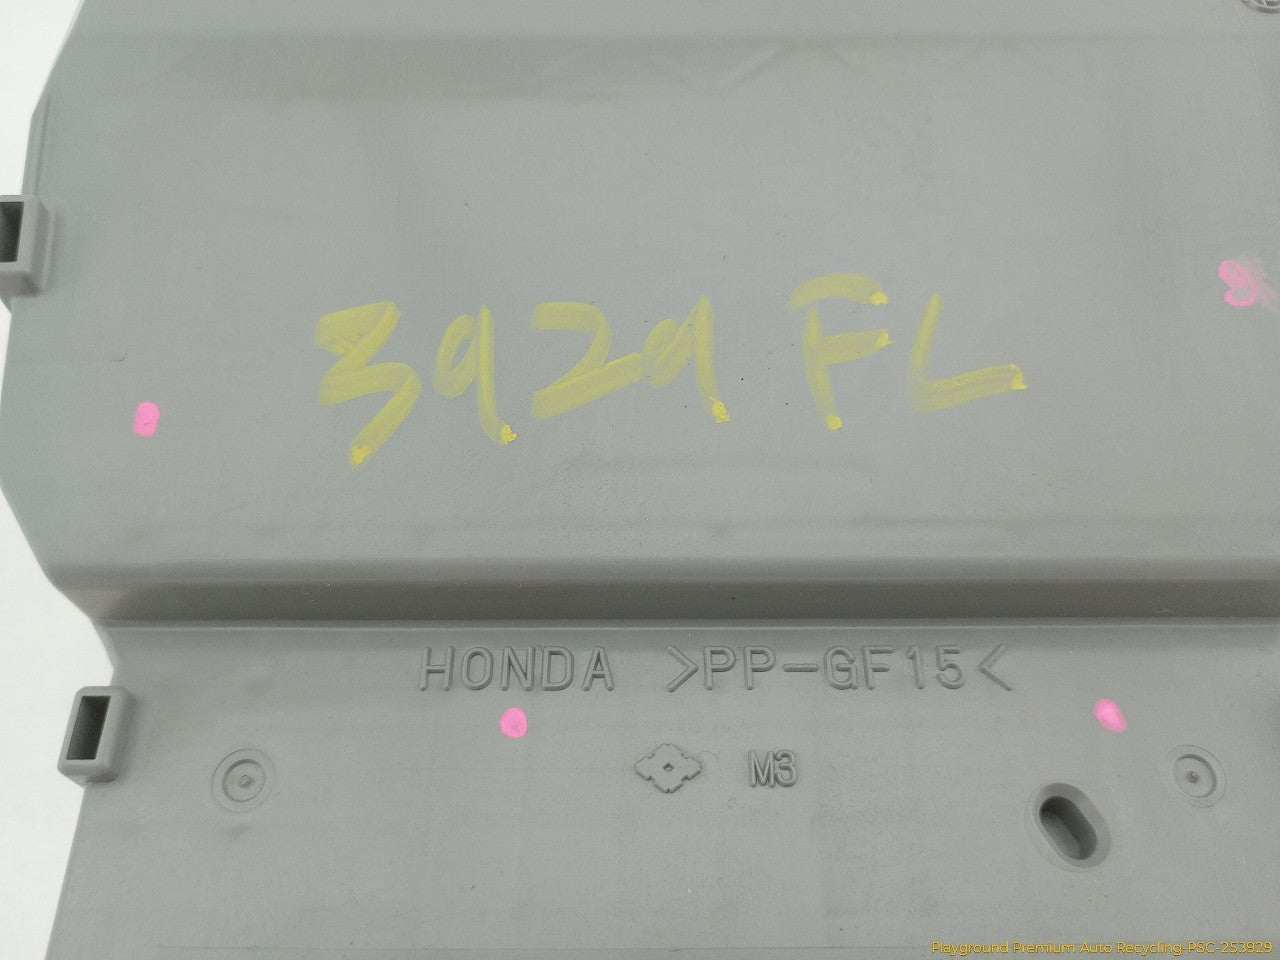 3929 FL
HONDA >PP-GF15<
M3
Playground Premium Auto Recycling-PSC-253929